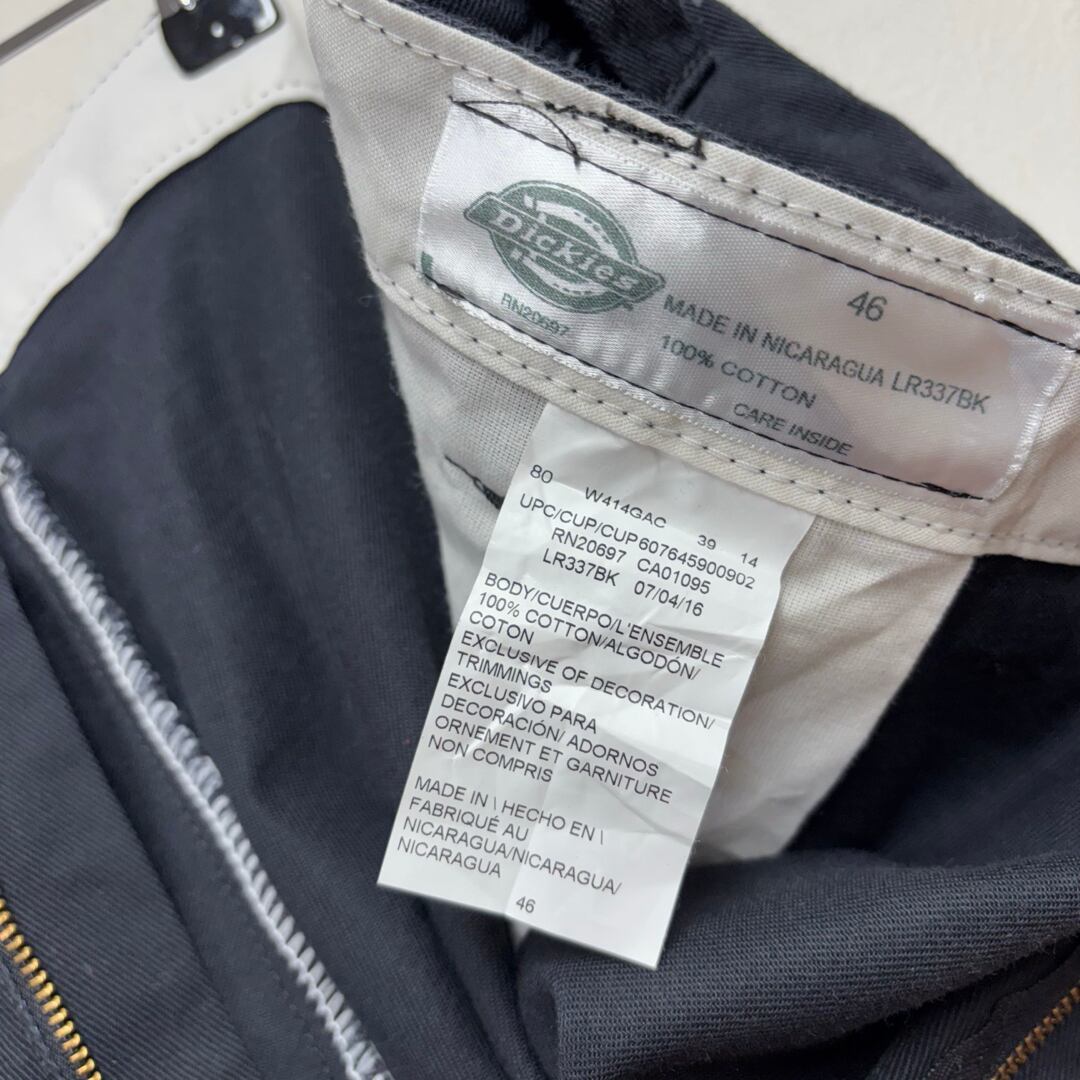 Dickies
RN20697
46
MADE IN NICARAGUA LR337BK
100% COTTON
CARE INSIDE
80 W414GAC 39 14
UPC/CUP/CUP607645900902
RN20697 CA01095
LR337BK 07/04/16
BODY/CUERPO/L'ENSEMBLE
100% COTTON/ALGODÓN/
COTON
EXCLUSIVE OF DECORATION/
TRIMMINGS
EXCLUSIVO PARA
DECORACIÓN/ ADORNOS
ORNEMENT ET GARNITURE
NON COMPRIS
MADE IN \ HECHO EN \
FABRIQUÉ AU
NICARAGUA/NICARAGUA/
NICARAGUA
46